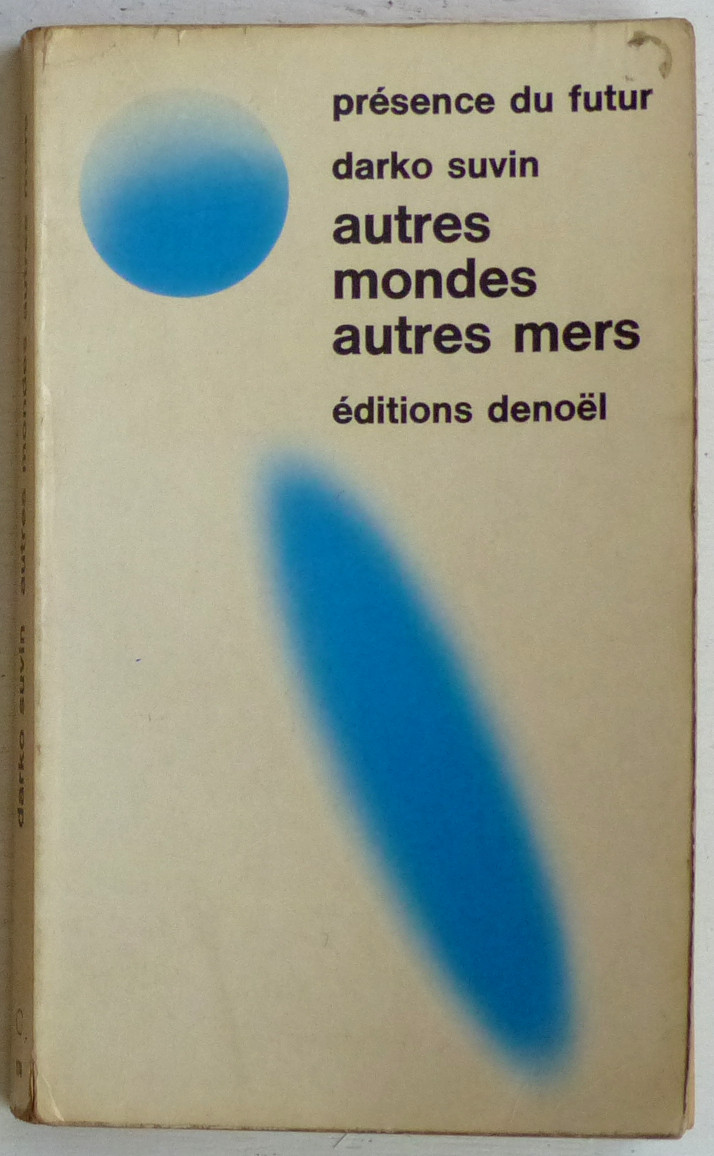 présence du futur
darko suvin
autres
mondes
autres mers
éditions denoël
darko suvin autres mondes autres mers